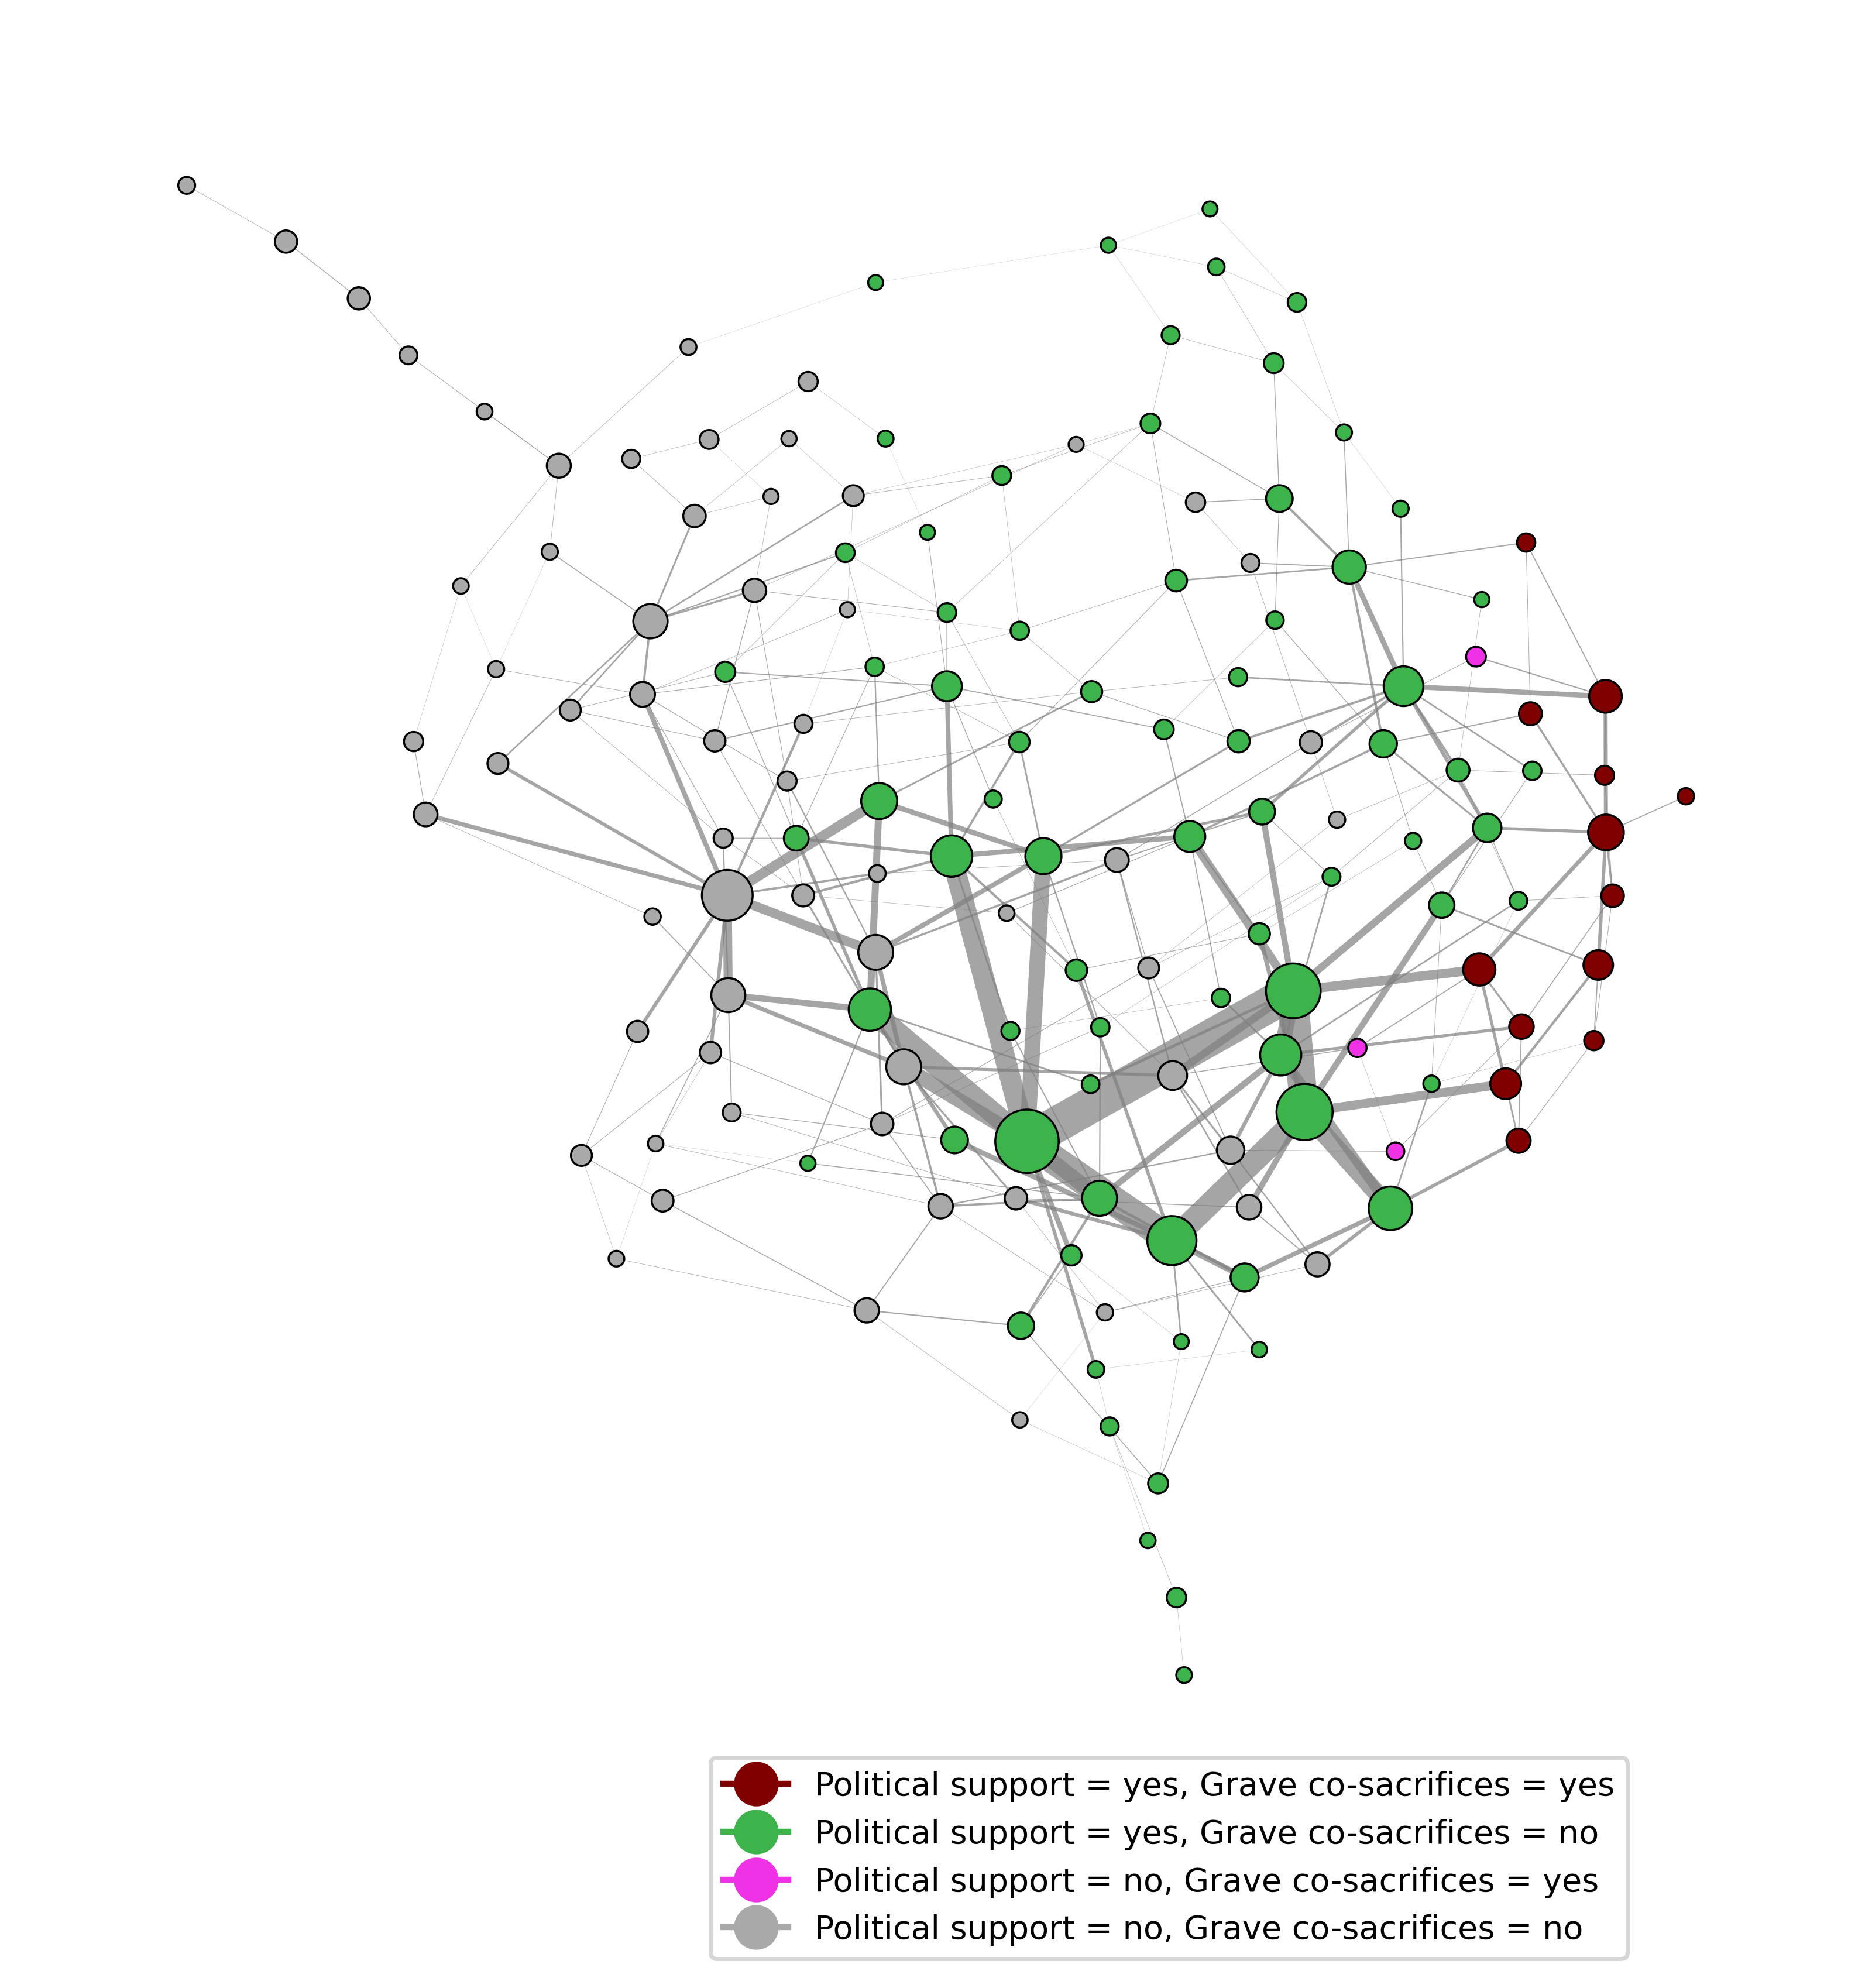 Political support = yes, Grave co-sacrifices = yes
Political support = yes, Grave co-sacrifices = no
Political support = no, Grave co-sacrifices = yes
Political support = no, Grave co-sacrifices = no